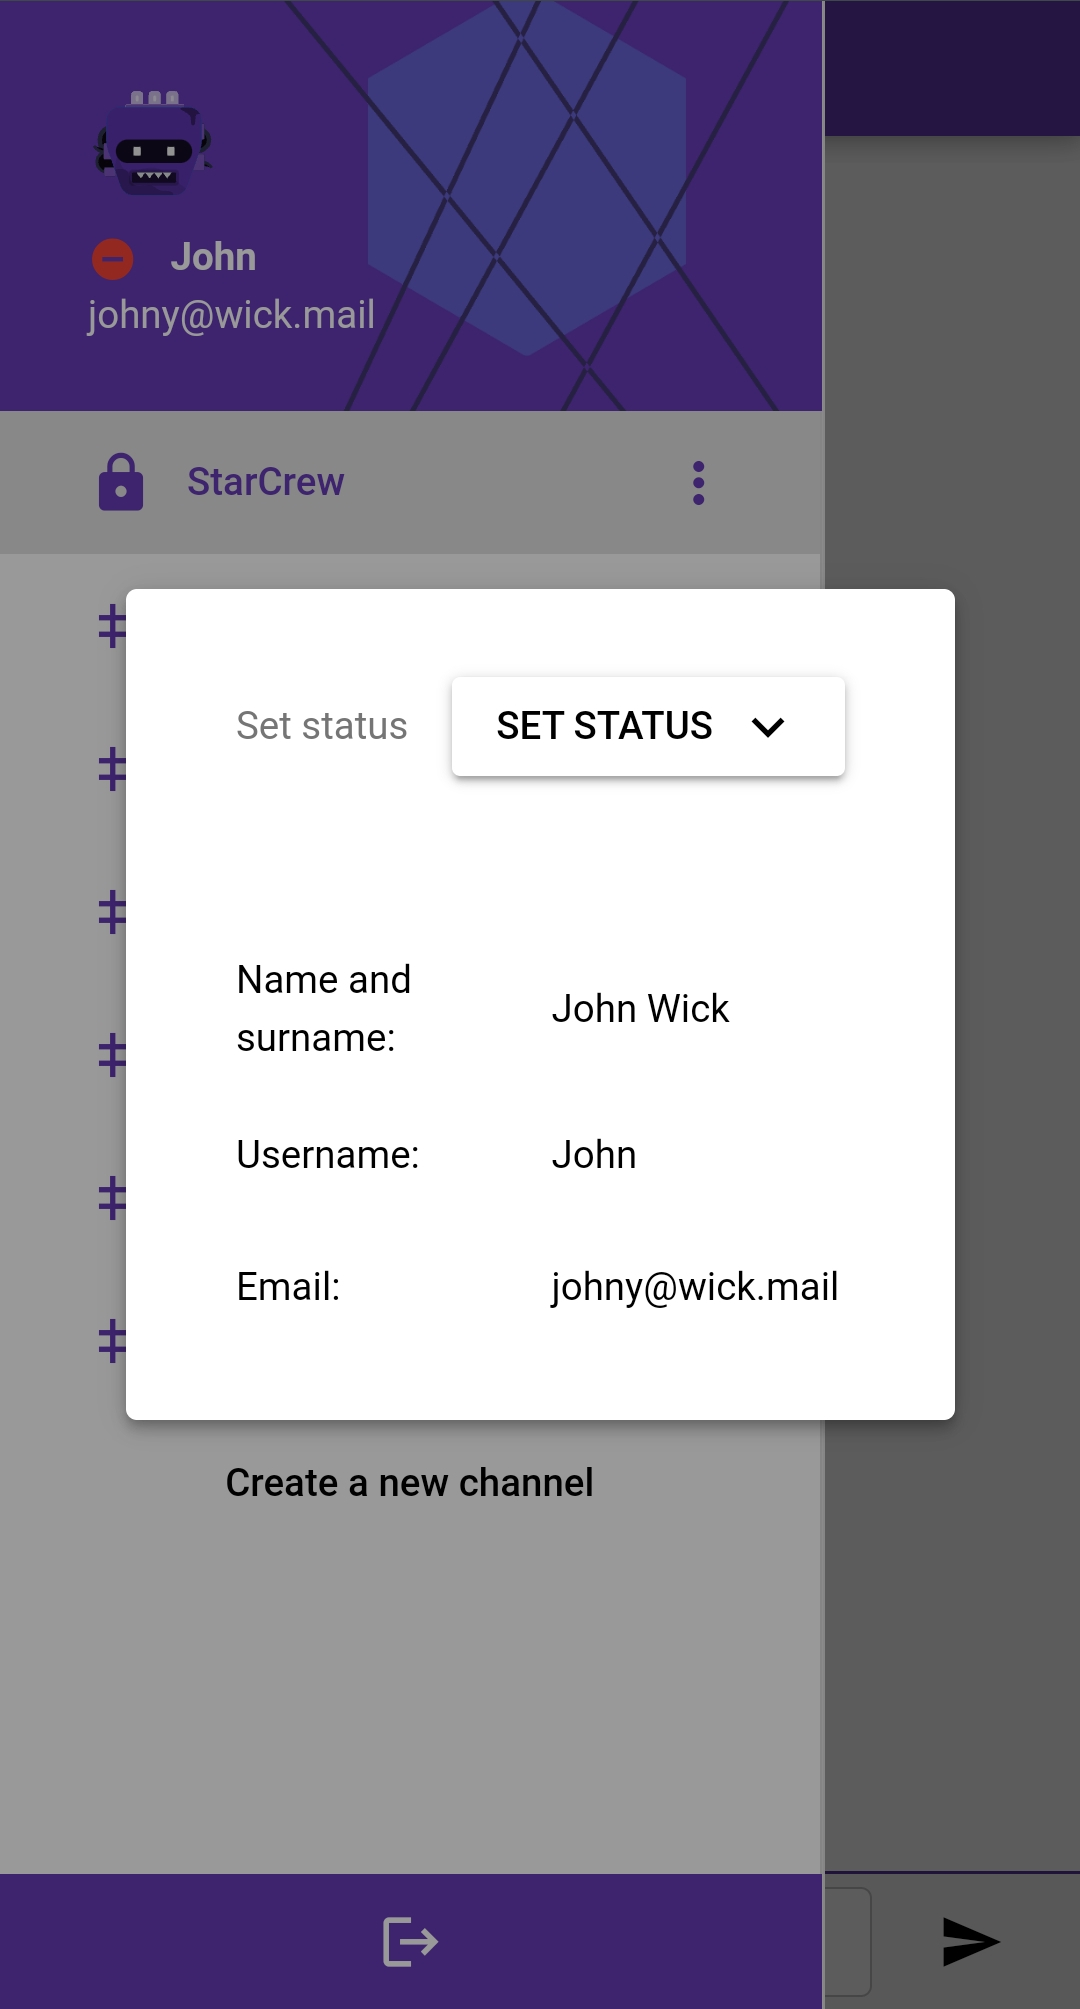 John
johny@wick.mail
StarCrew
Set status
SET STATUS
Name and
surname:
John Wick
Username:
John
Email:
johny@wick.mail
Create a new channel